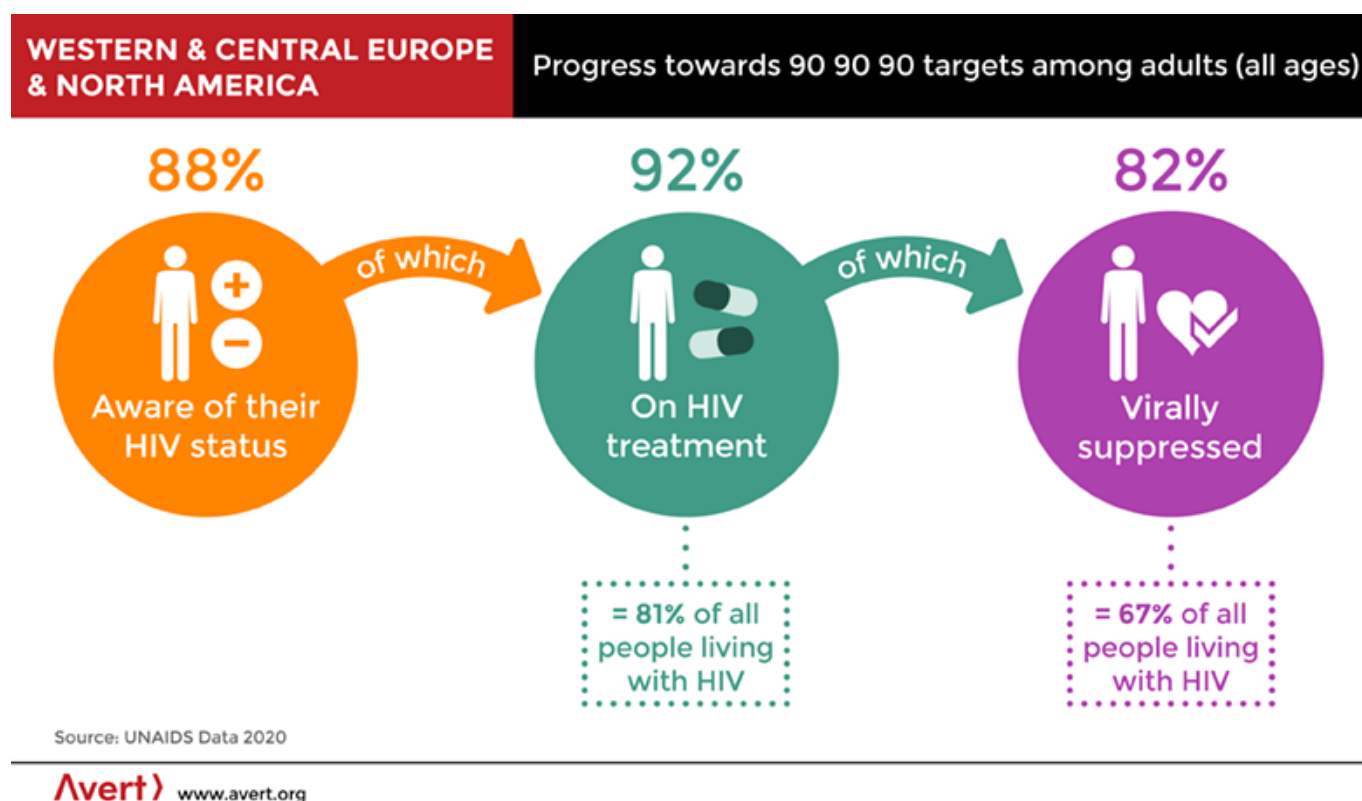 WESTERN & CENTRAL EUROPE
& NORTH AMERICA
Progress towards 90 90 90 targets among adults (all ages)
88%
92%
82%
of which
of which
Aware of their
HIV status
On HIV
treatment
Virally
suppressed
= 81% of all
people living
with HIV
= 67% of all
people living
with HIV
Source: UNAIDS Data 2020
Avert www.avert.org